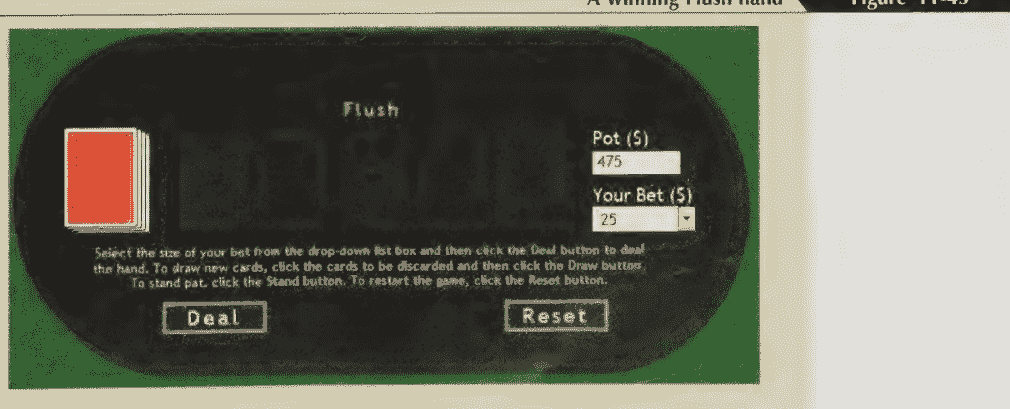 A winning Flush hand Figure 11-45
Flush
Pot ($)
475
Your Bet ($)
25
Select the size of your bet from the drop-down list box and then click the Deal button to deal
the hand. To draw new cards, click the cards to be discarded and then click the Draw button.
To stand pat, click the Stand button. To restart the game, click the Reset button.
Deal
Reset